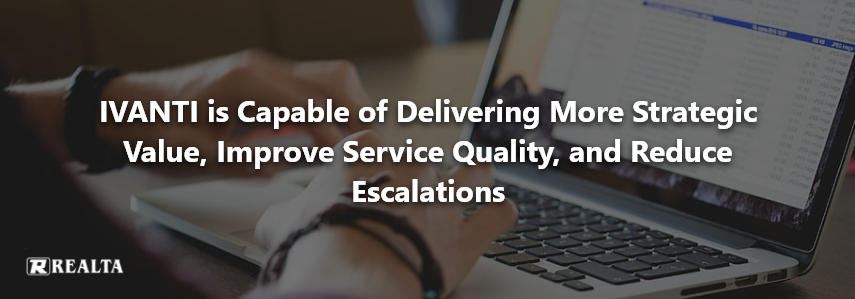 IVANTI is Capable of Delivering More Strategic
Value, Improve Service Quality, and Reduce
Escalations
REALTA